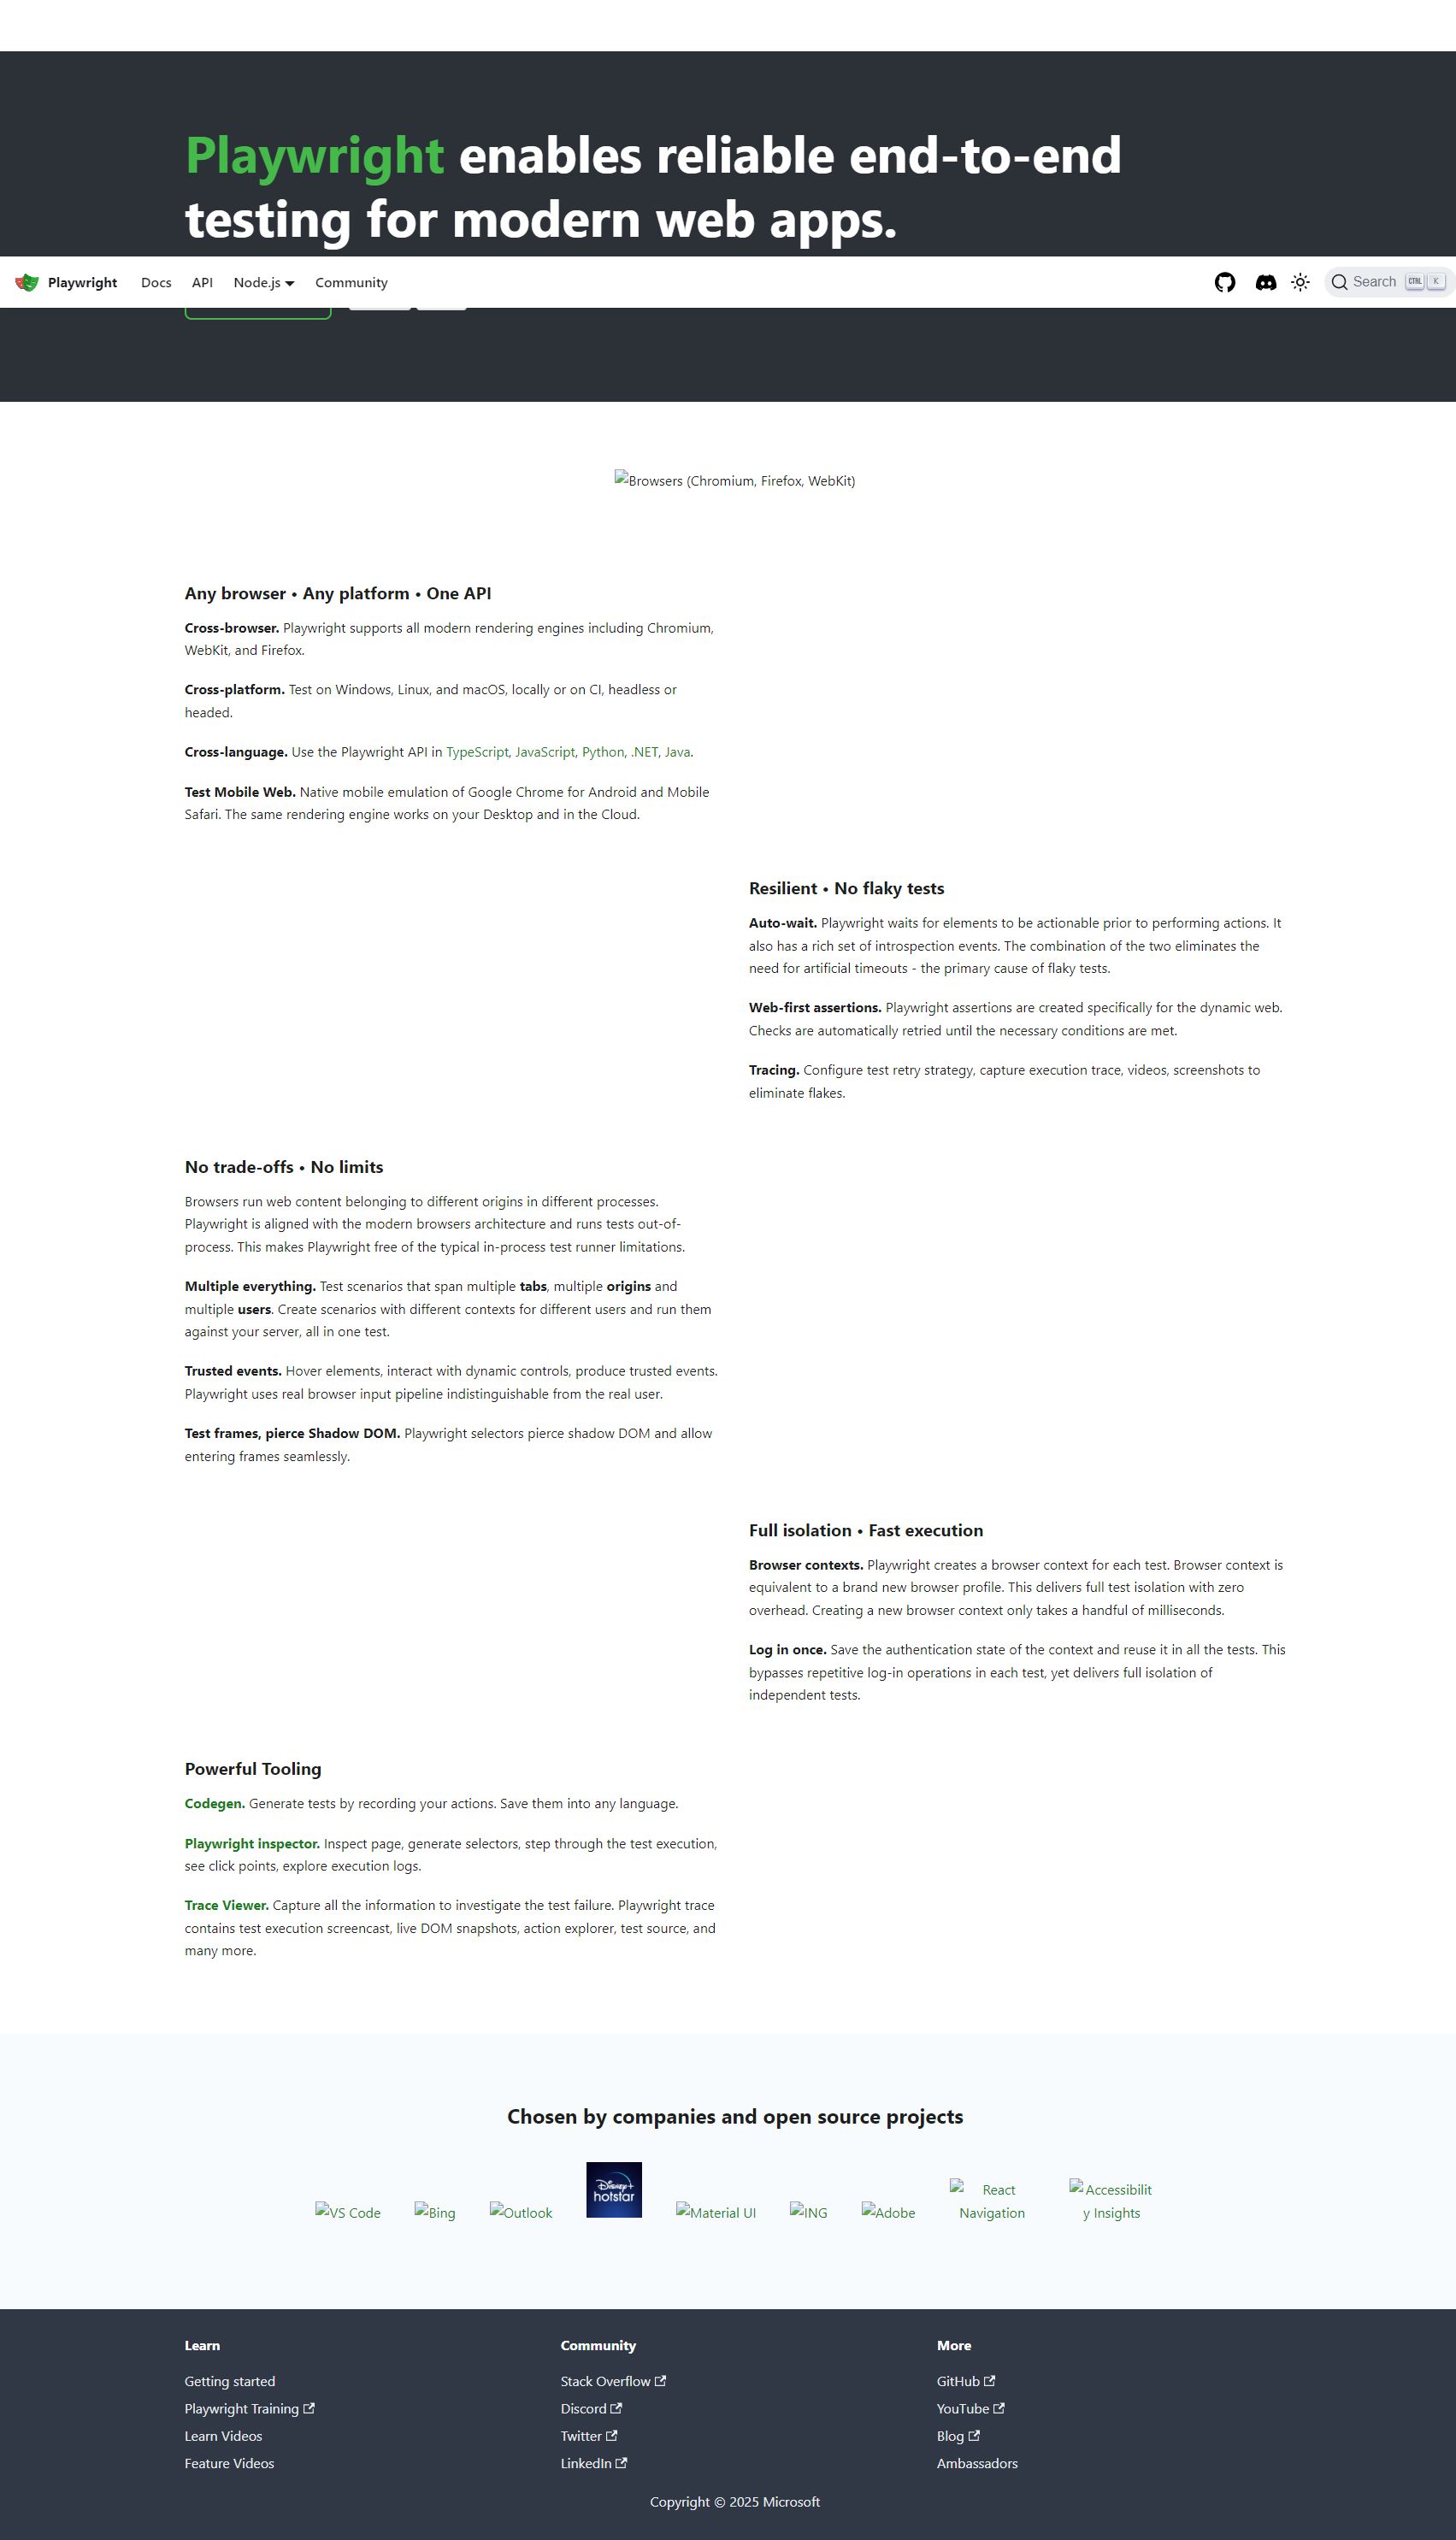 Playwright enables reliable end-to-end
testing for modern web apps.
Playwright Docs API Node.js Community Search CTRL K
Browsers (Chromium, Firefox, WebKit)
Any browser • Any platform • One API
Cross-browser. Playwright supports all modern rendering engines including Chromium,
WebKit, and Firefox.
Cross-platform. Test on Windows, Linux, and macOS, locally or on CI, headless or
headed.
Cross-language. Use the Playwright API in TypeScript, JavaScript, Python, .NET, Java.
Test Mobile Web. Native mobile emulation of Google Chrome for Android and Mobile
Safari. The same rendering engine works on your Desktop and in the Cloud.
Resilient • No flaky tests
Auto-wait. Playwright waits for elements to be actionable prior to performing actions. It
also has a rich set of introspection events. The combination of the two eliminates the
need for artificial timeouts - the primary cause of flaky tests.
Web-first assertions. Playwright assertions are created specifically for the dynamic web.
Checks are automatically retried until the necessary conditions are met.
Tracing. Configure test retry strategy, capture execution trace, videos, screenshots to
eliminate flakes.
No trade-offs • No limits
Browsers run web content belonging to different origins in different processes.
Playwright is aligned with the modern browsers architecture and runs tests out-of-
process. This makes Playwright free of the typical in-process test runner limitations.
Multiple everything. Test scenarios that span multiple tabs, multiple origins and
multiple users. Create scenarios with different contexts for different users and run them
against your server, all in one test.
Trusted events. Hover elements, interact with dynamic controls, produce trusted events.
Playwright uses real browser input pipeline indistinguishable from the real user.
Test frames, pierce Shadow DOM. Playwright selectors pierce shadow DOM and allow
entering frames seamlessly.
Full isolation • Fast execution
Browser contexts. Playwright creates a browser context for each test. Browser context is
equivalent to a brand new browser profile. This delivers full test isolation with zero
overhead. Creating a new browser context only takes a handful of milliseconds.
Log in once. Save the authentication state of the context and reuse it in all the tests. This
bypasses repetitive log-in operations in each test, yet delivers full isolation of
independent tests.
Powerful Tooling
Codegen. Generate tests by recording your actions. Save them into any language.
Playwright inspector. Inspect page, generate selectors, step through the test execution,
see click points, explore execution logs.
Trace Viewer. Capture all the information to investigate the test failure. Playwright trace
contains test execution screencast, live DOM snapshots, action explorer, test source, and
many more.
Chosen by companies and open source projects
VS Code
Bing
Outlook
Disney+
hotstar
Material UI
ING
Adobe
React
Navigation
Accessibilit
y Insights
Learn
Getting started
Playwright Training
Learn Videos
Feature Videos
Community
Stack Overflow
Discord
Twitter
LinkedIn
More
GitHub
YouTube
Blog
Ambassadors
Copyright © 2025 Microsoft